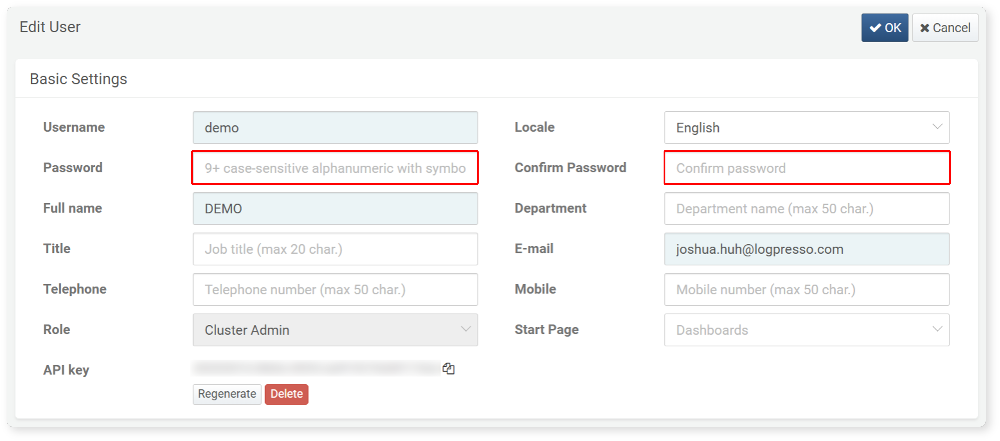 Edit User
OK
Cancel
Basic Settings
Username
demo
Locale
English
Password
9+ case-sensitive alphanumeric with symbo
Confirm Password
Confirm password
Full name
DEMO
Department
Department name (max 50 char.)
Title
Job title (max 20 char.)
E-mail
joshua.huh@logpresso.com
Telephone
Telephone number (max 50 char.)
Mobile
Mobile number (max 50 char.)
Role
Cluster Admin
Start Page
Dashboards
API key
Regenerate
Delete